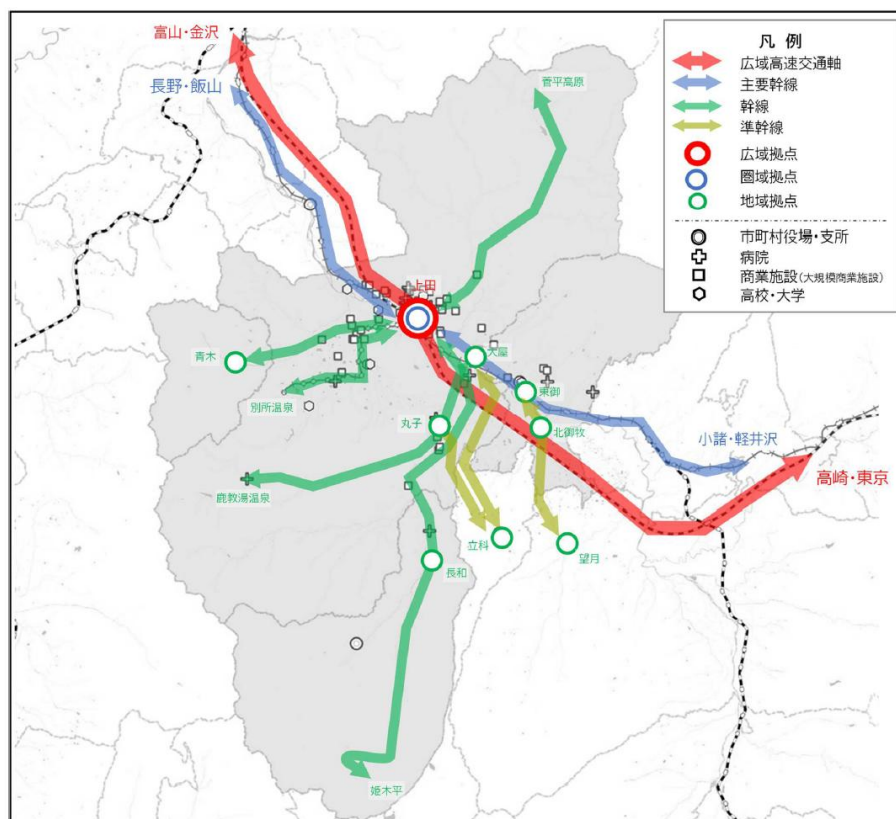 富山・金沢
長野・飯山
菅平高原
凡 例
広域高速交通軸
主要幹線
幹線
準幹線
広域拠点
圏域拠点
地域拠点
市町村役場・支所
病院
商業施設(大規模商業施設)
高校・大学
上田
青木
大屋
別所温泉
東御
丸子
北御牧
小諸・軽井沢
高崎・東京
鹿教湯温泉
立科
望月
長和
姫木平